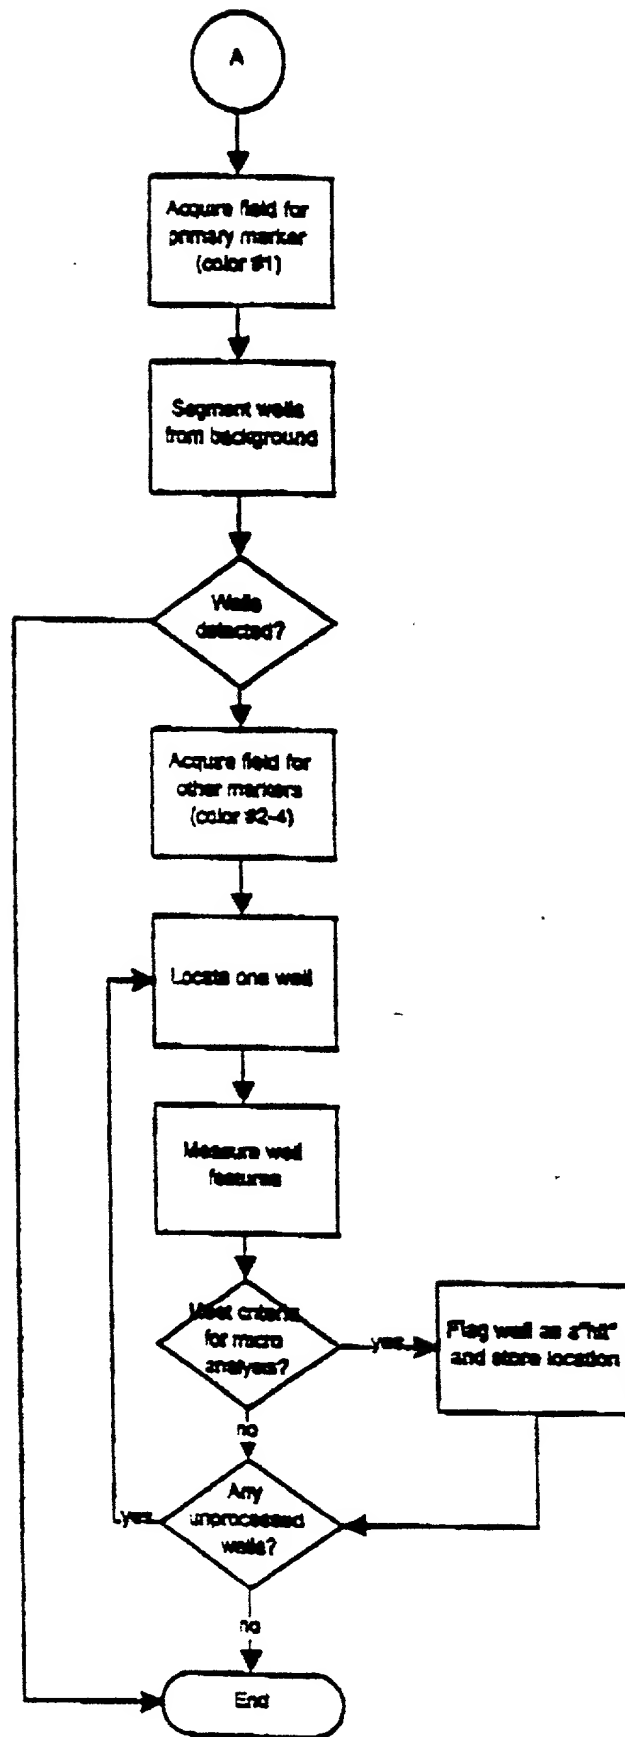 A
Acquire field for
primary marker
(color #1)
Segment wells
from background
Wells
detected?
Acquire field for
other markers
(color #2-4)
Locate one well
Measure well
features
Meet criteria
for micro
analysis?
yes
Flag well as a "hit"
and store location
no
Any
unprocessed
wells?
yes
no
End